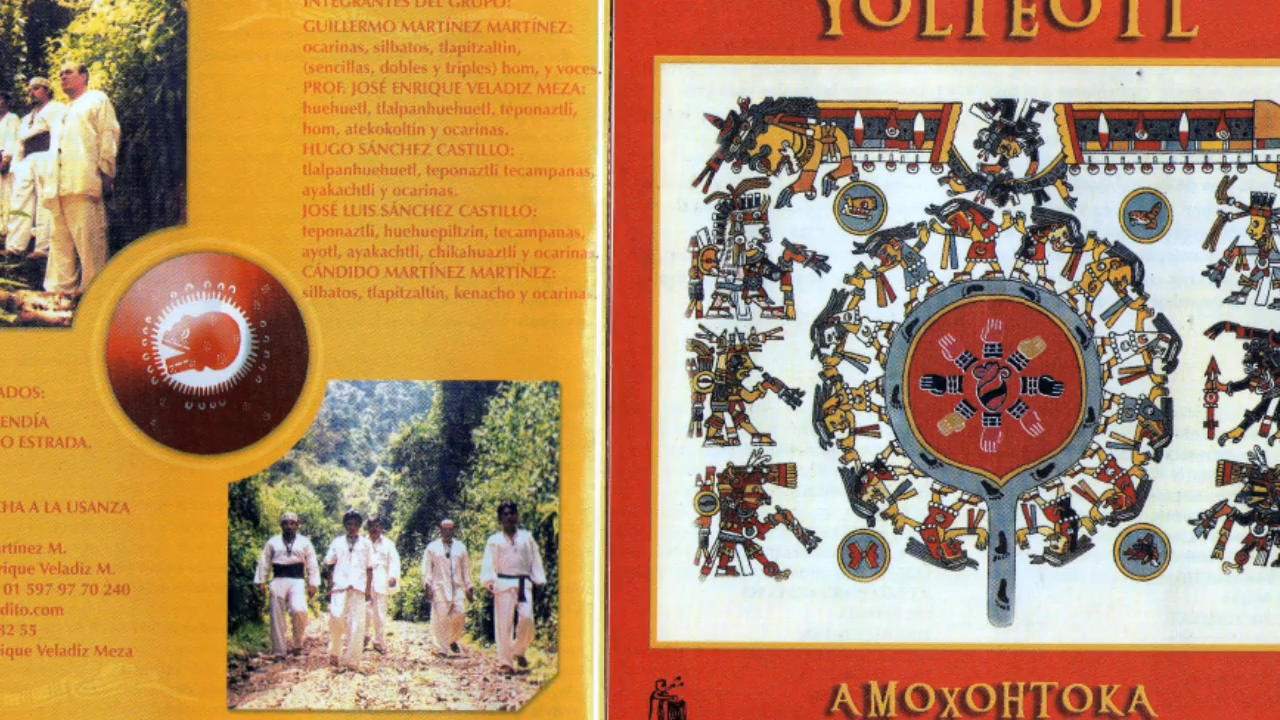 INTEGRANTES DEL GRUPO:
GUILLERMO MARTÍNEZ MARTÍNEZ:
ocarinas, silbatos, tlapitzaltin,
(sencillas, dobles y triples) hom, y voces.
PROF. JOSÉ ENRIQUE VELADIZ MEZA:
huehuetl, tlalpanhuehuetl, teponaztli,
hom, atekokoltin y ocarinas.
HUGO SÁNCHEZ CASTILLO:
tlalpanhuehuetl, teponaztli tecampanas,
ayakachtli y ocarinas.
JOSÉ LUIS SÁNCHEZ CASTILLO:
teponaztli, huehuepiltzin, tecampanas,
ayotl, ayakachtli, chikahuaztli y ocarinas.
CÁNDIDO MARTÍNEZ MARTÍNEZ:
silbatos, tlapitzaltin, kenacho y ocarinas.
ADOS:
ENDÍA
O ESTRADA.
HA A LA USANZA
rtínez M.
rique Veladiz M.
01 597 97 70 240
dito.com
32 55
ique Veladiz Meza
YOLTEOTL
AMOXOHTOKA